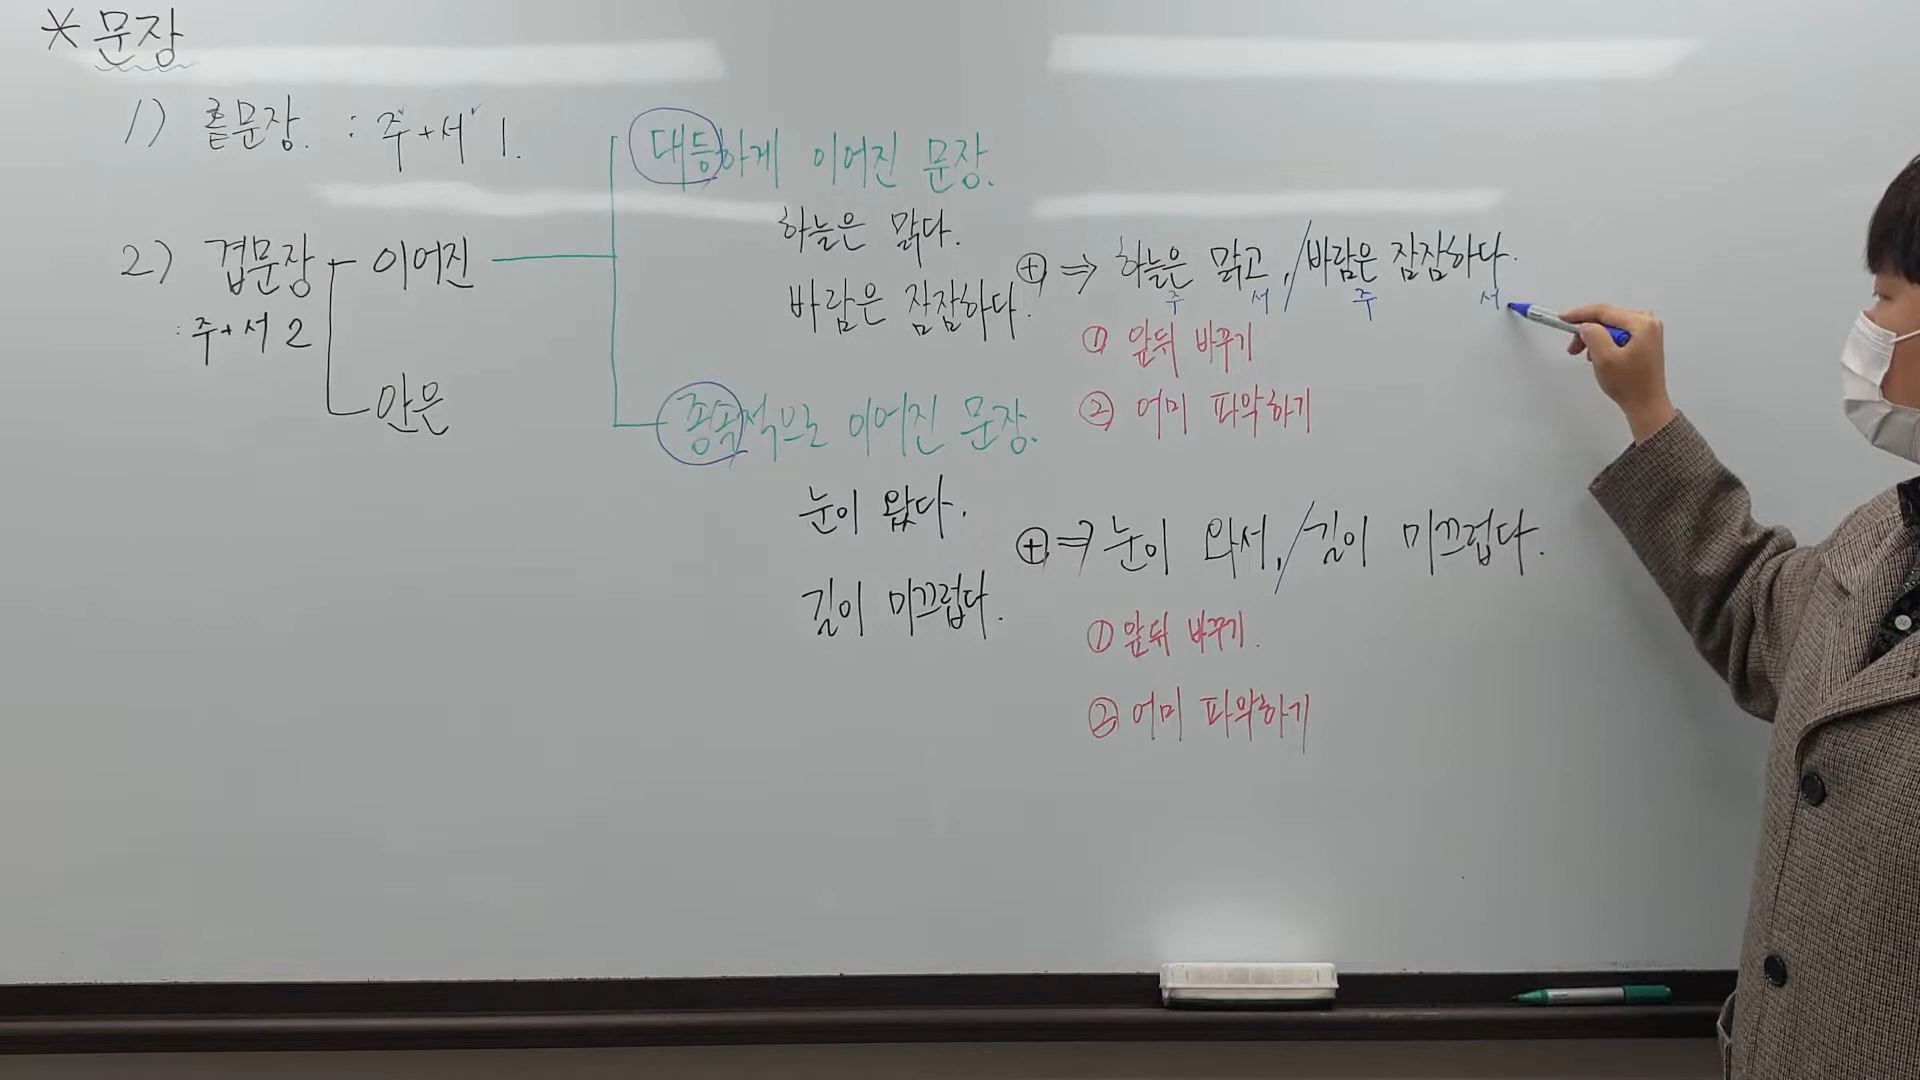 * 문장
1) 홑문장. : 주+서 1.
2) 겹문장 이어진
: 주+서 2
안은
대등하게 이어진 문장.
하늘은 맑다.
바람은 잠잠하다.
+ ⇒ 하늘은 맑고, / 바람은 잠잠하다.
주 서 주 서
① 앞뒤 바꾸기
② 어미 파악하기
종속적으로 이어진 문장.
눈이 왔다.
길이 미끄럽다.
+ ⇒ 눈이 와서, / 길이 미끄럽다.
① 앞뒤 바꾸기.
② 어미 파악하기